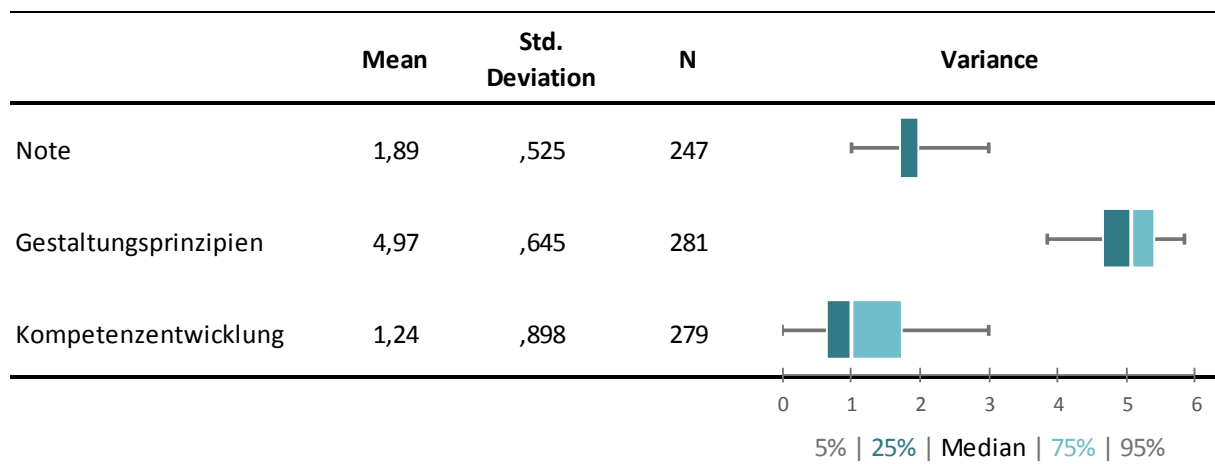 Mean Std. Deviation N Variance
Note 1,89 ,525 247
Gestaltungsprinzipien 4,97 ,645 281
Kompetenzentwicklung 1,24 ,898 279
0 1 2 3 4 5 6
5% | 25% | Median | 75% | 95%